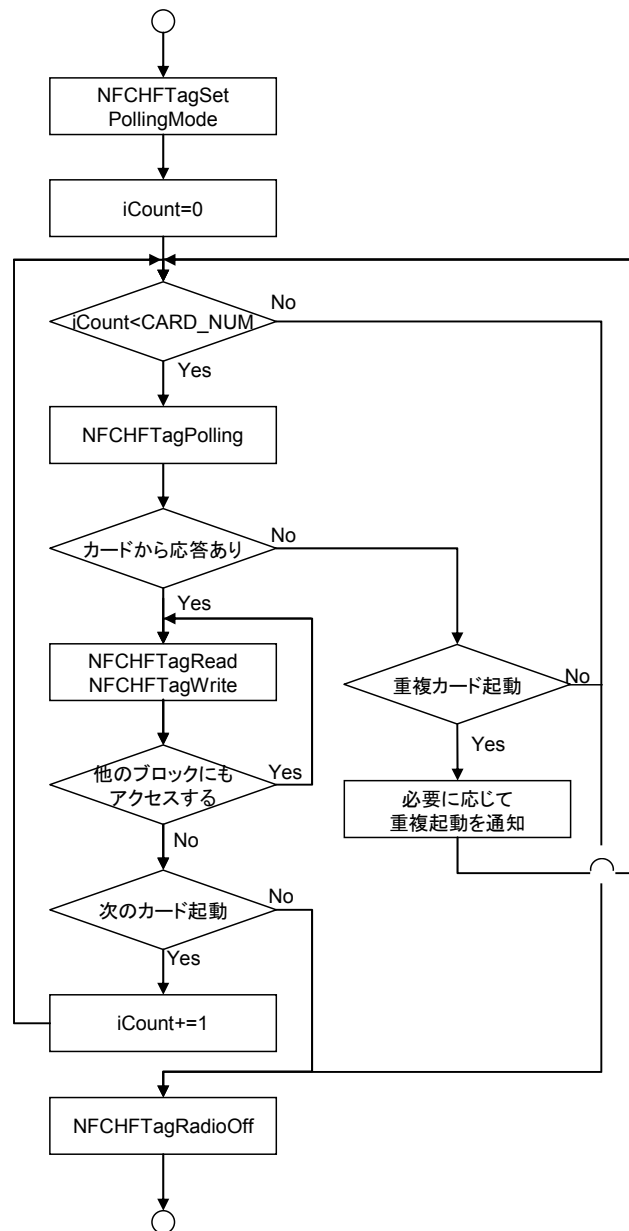 NFCHFTagSet
PollingMode
iCount=0
iCount<CARD_NUM
No
Yes
NFCHFTagPolling
カードから応答あり
No
Yes
NFCHFTagRead
NFCHFTagWrite
重複カード起動
No
Yes
他のブロックにも
アクセスする
Yes
No
必要に応じて
重複起動を通知
次のカード起動
No
Yes
iCount+=1
NFCHFTagRadioOff